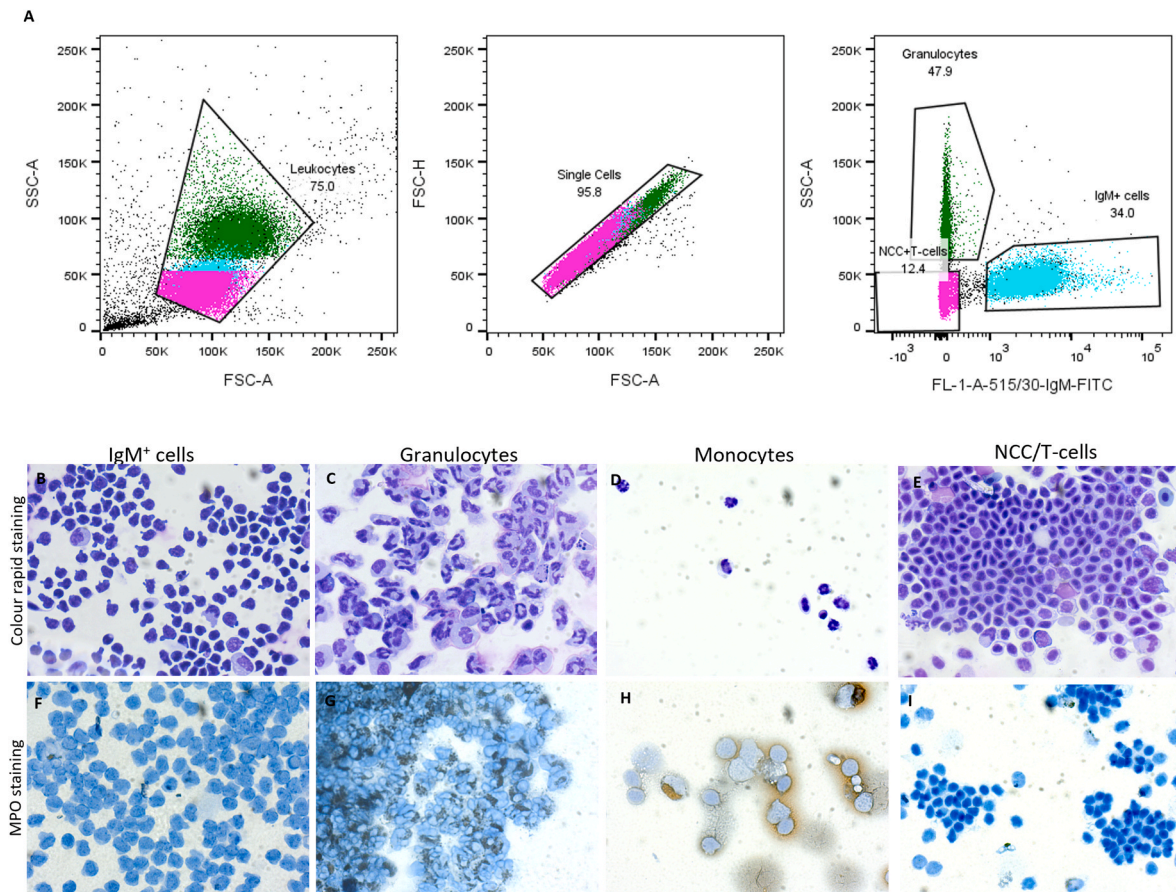 A
250K
200K
150K
100K
50K
0
SSC-A
Leukocytes
75.0
0
50K
100K
150K
200K
250K
FSC-A
250K
200K
150K
100K
50K
0
FSC-H
Single Cells
95.8
50K
100K
150K
200K
250K
FSC-A
250K
200K
150K
100K
50K
0
SSC-A
Granulocytes
47.9
IgM+ cells
34.0
NCC+T-cells
12.4
-10³
0
10³
10⁴
10⁵
FL-1-A-515/30-IgM-FITC
IgM⁺ cells
Granulocytes
Monocytes
NCC/T-cells
Colour rapid staining
B
C
D
E
MPO staining
F
G
H
I